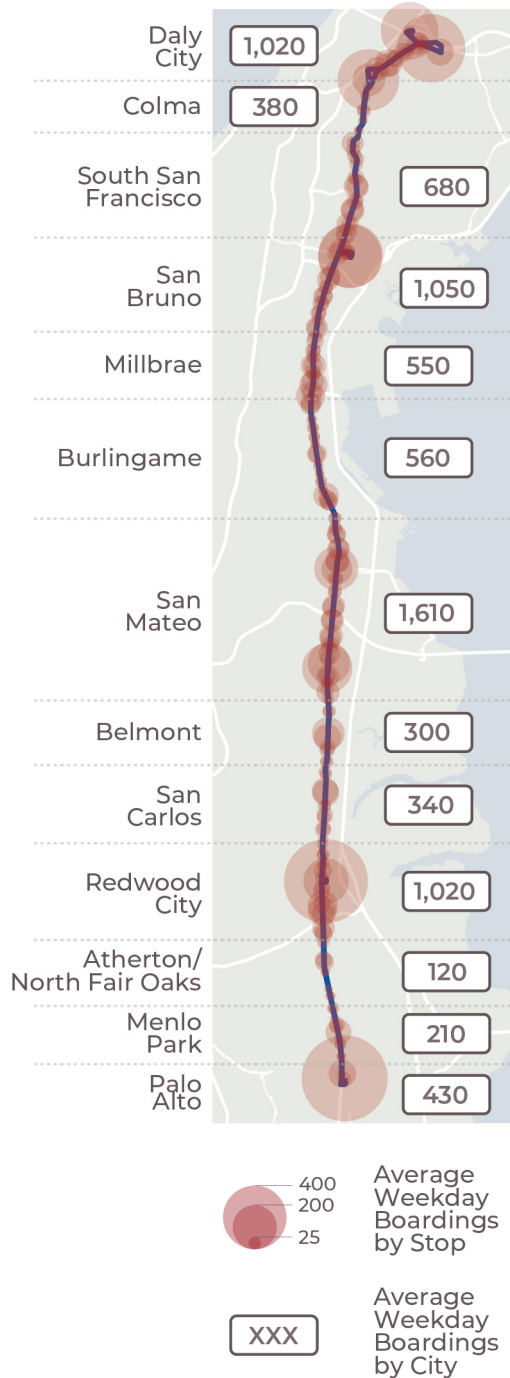 Daly
City
1,020
Colma
380
South San
Francisco
680
San
Bruno
1,050
Millbrae
550
Burlingame
560
San
Mateo
1,610
Belmont
300
San
Carlos
340
Redwood
City
1,020
Atherton/
North Fair Oaks
120
Menlo
Park
210
Palo
Alto
430
400
200
25
Average
Weekday
Boardings
by Stop
XXX
Average
Weekday
Boardings
by City